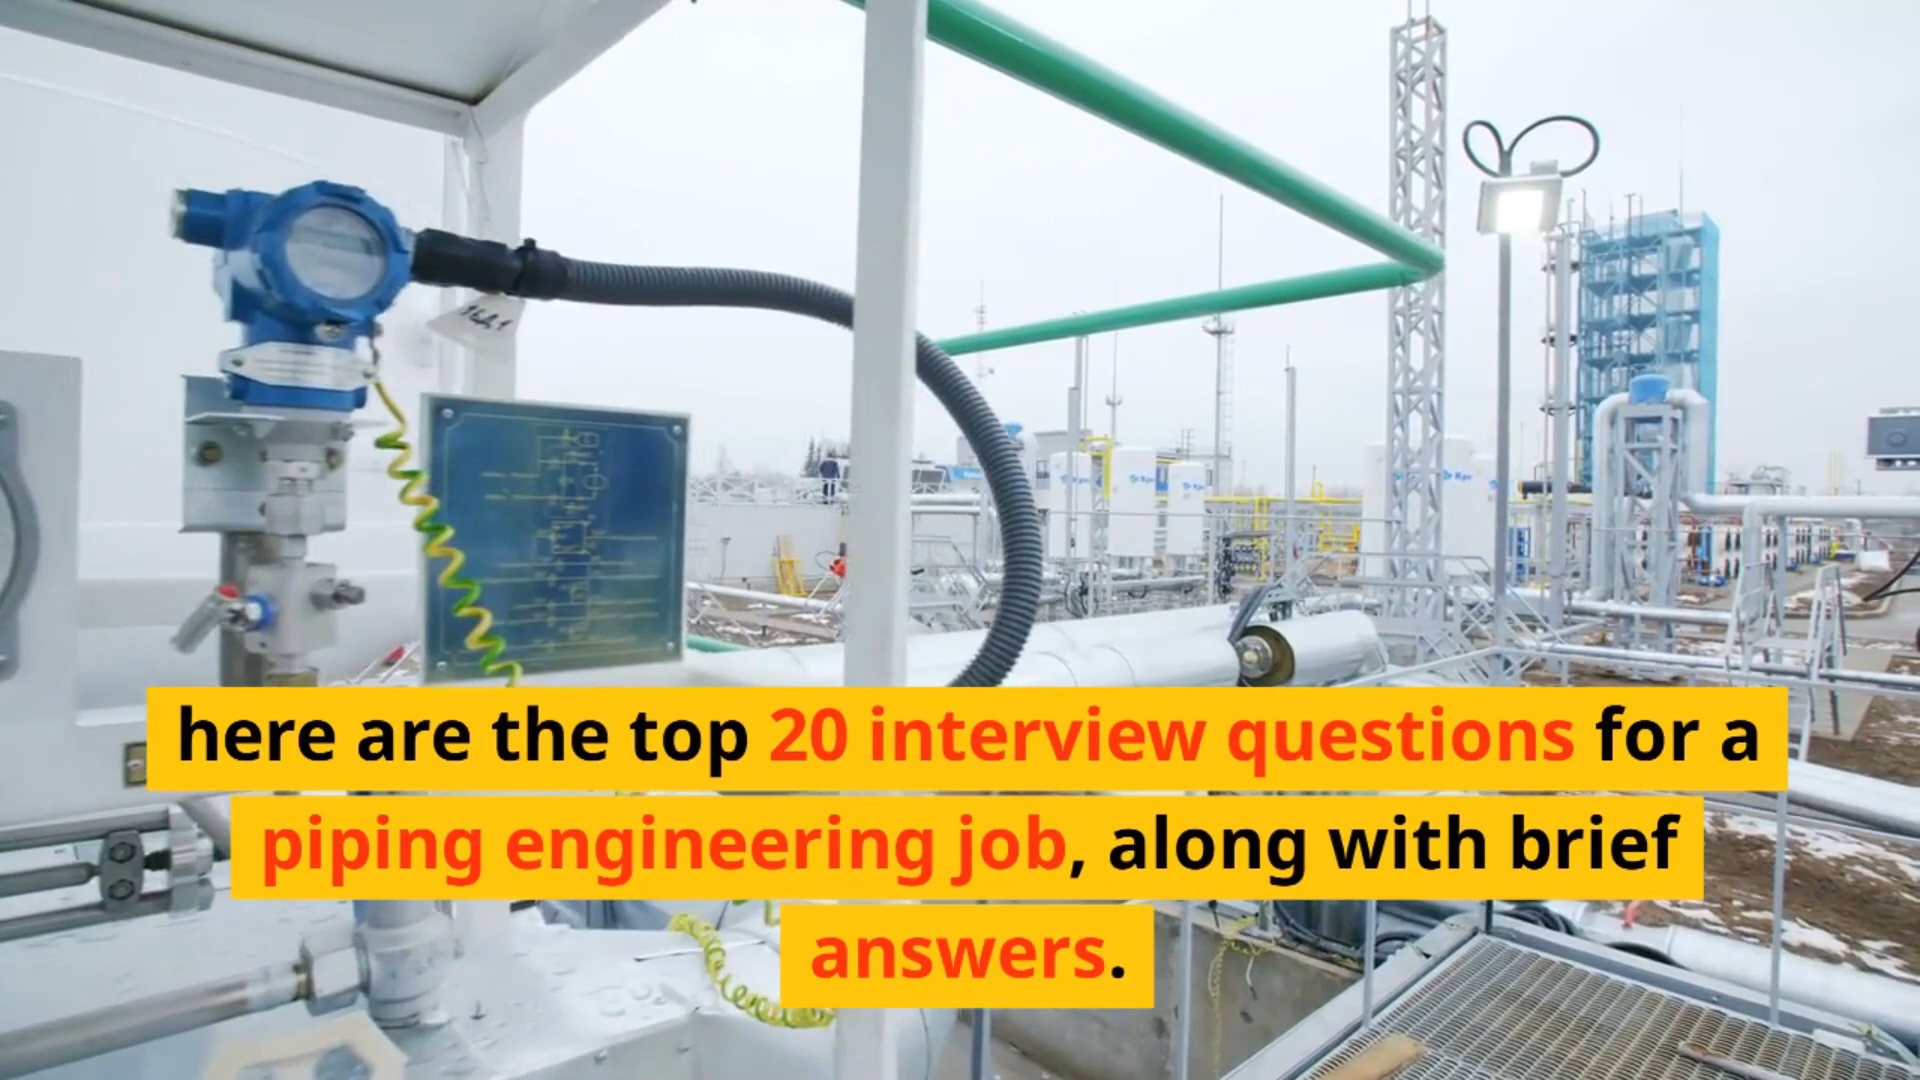 here are the top 20 interview questions for a
piping engineering job, along with brief
answers.